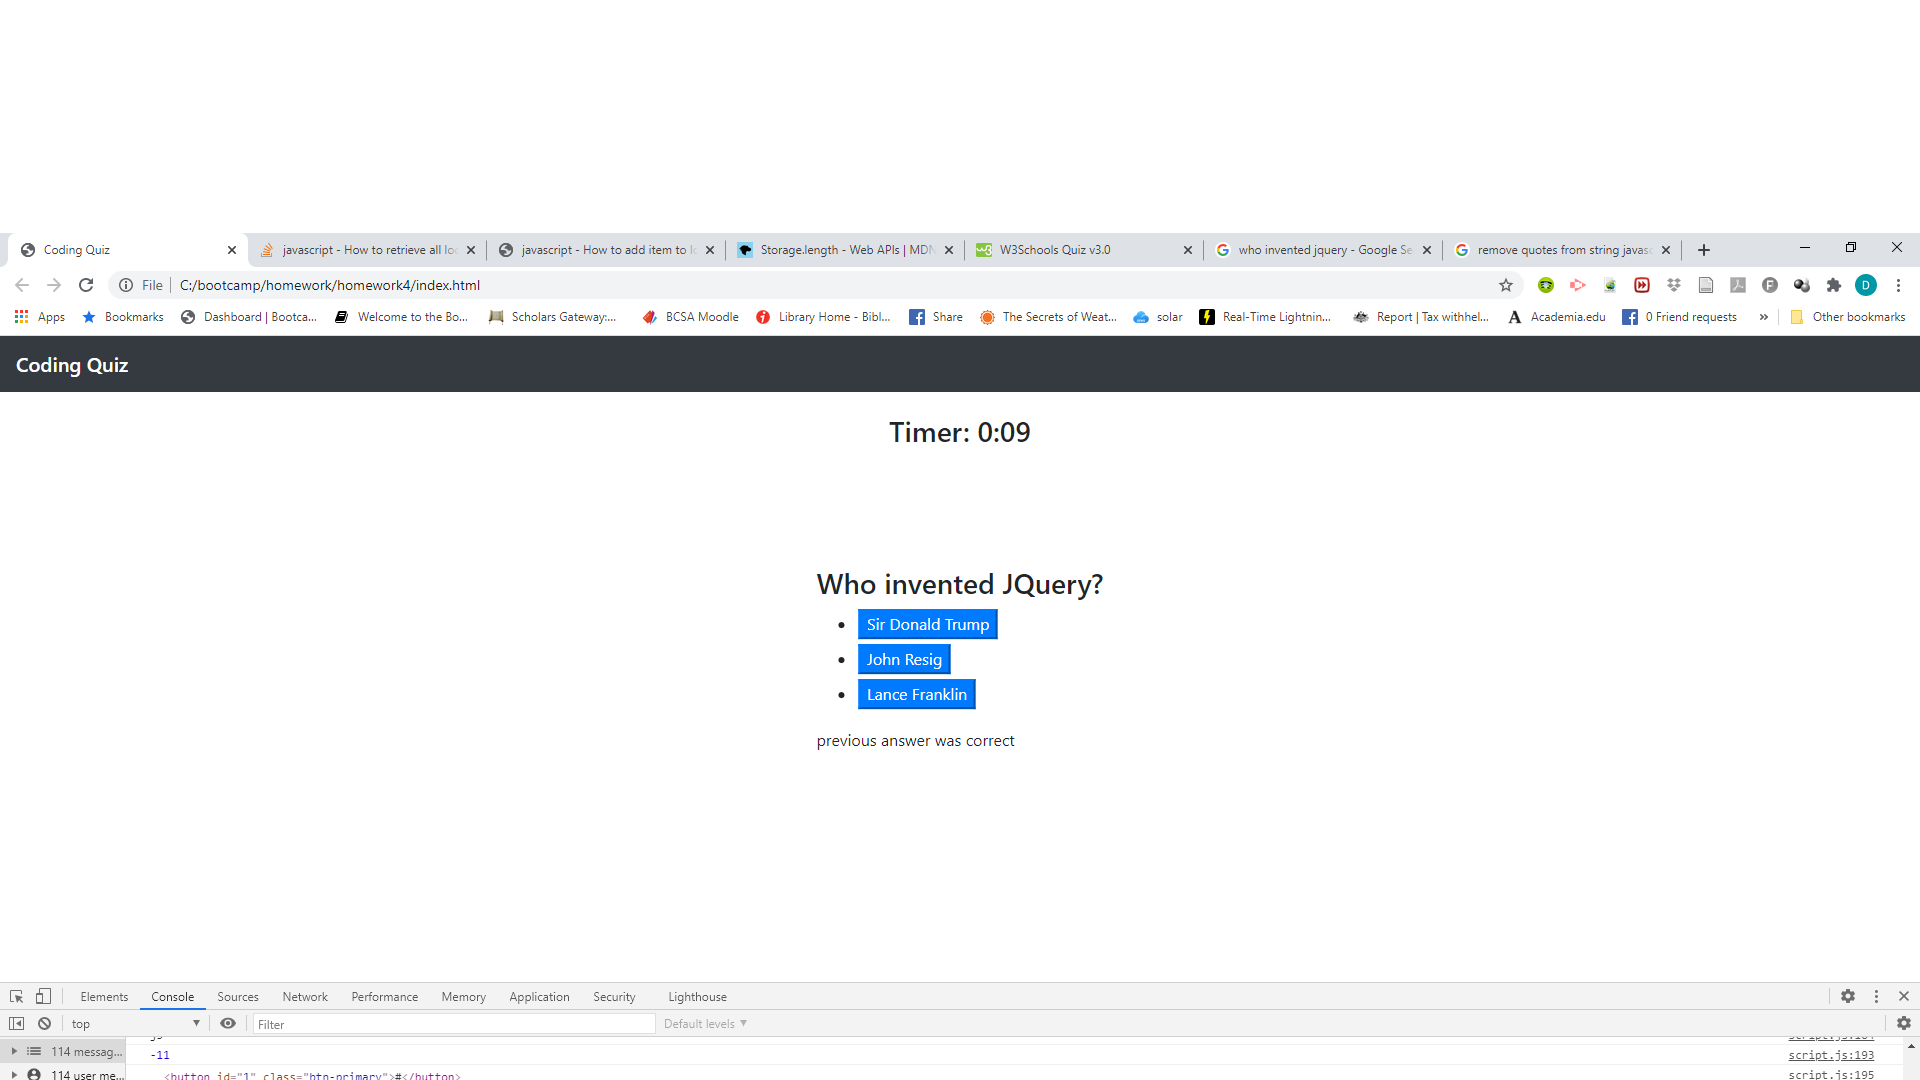 Coding Quiz
javascript - How to retrieve all loc
javascript - How to add item to lo
Storage.length - Web APIs | MDN
W3Schools Quiz v3.0
who invented jquery - Google Se
remove quotes from string javasc
File
C:/bootcamp/homework/homework4/index.html
D
Apps
Bookmarks
Dashboard | Bootca...
Welcome to the Bo...
Scholars Gateway:...
BCSA Moodle
Library Home - Bibl...
Share
The Secrets of Weat...
solar
Real-Time Lightnin...
Report | Tax withhel...
Academia.edu
0 Friend requests
»
Other bookmarks
Coding Quiz
Timer: 0:09
Who invented JQuery?
• Sir Donald Trump
• John Resig
• Lance Franklin
previous answer was correct
Elements Console Sources Network Performance Memory Application Security Lighthouse
top
Filter
Default levels
114 messag...
-11
script.js:193
114 user me...
<button id="1" class="btn-primary">#</button>
script.js:195